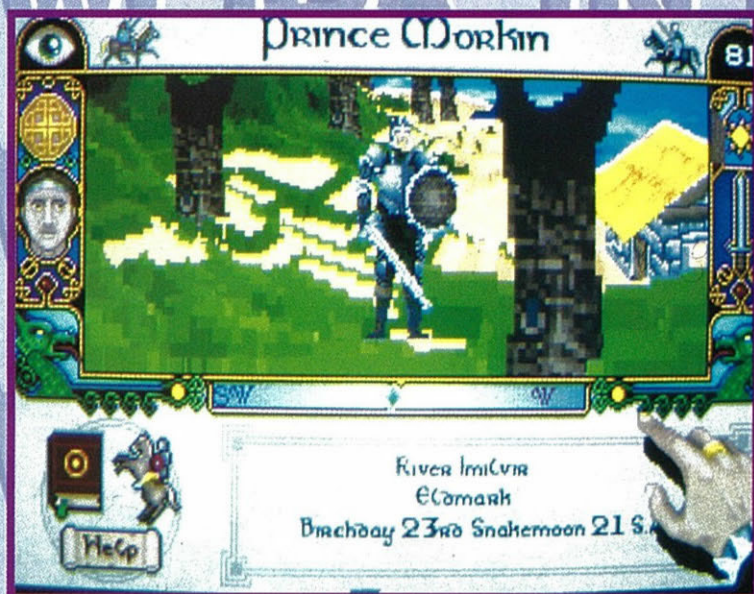 Prince Morkin
81
SW
W
River Imilvir
Eldmark
Birchday 23rd Snakemoon 21 S.
Help